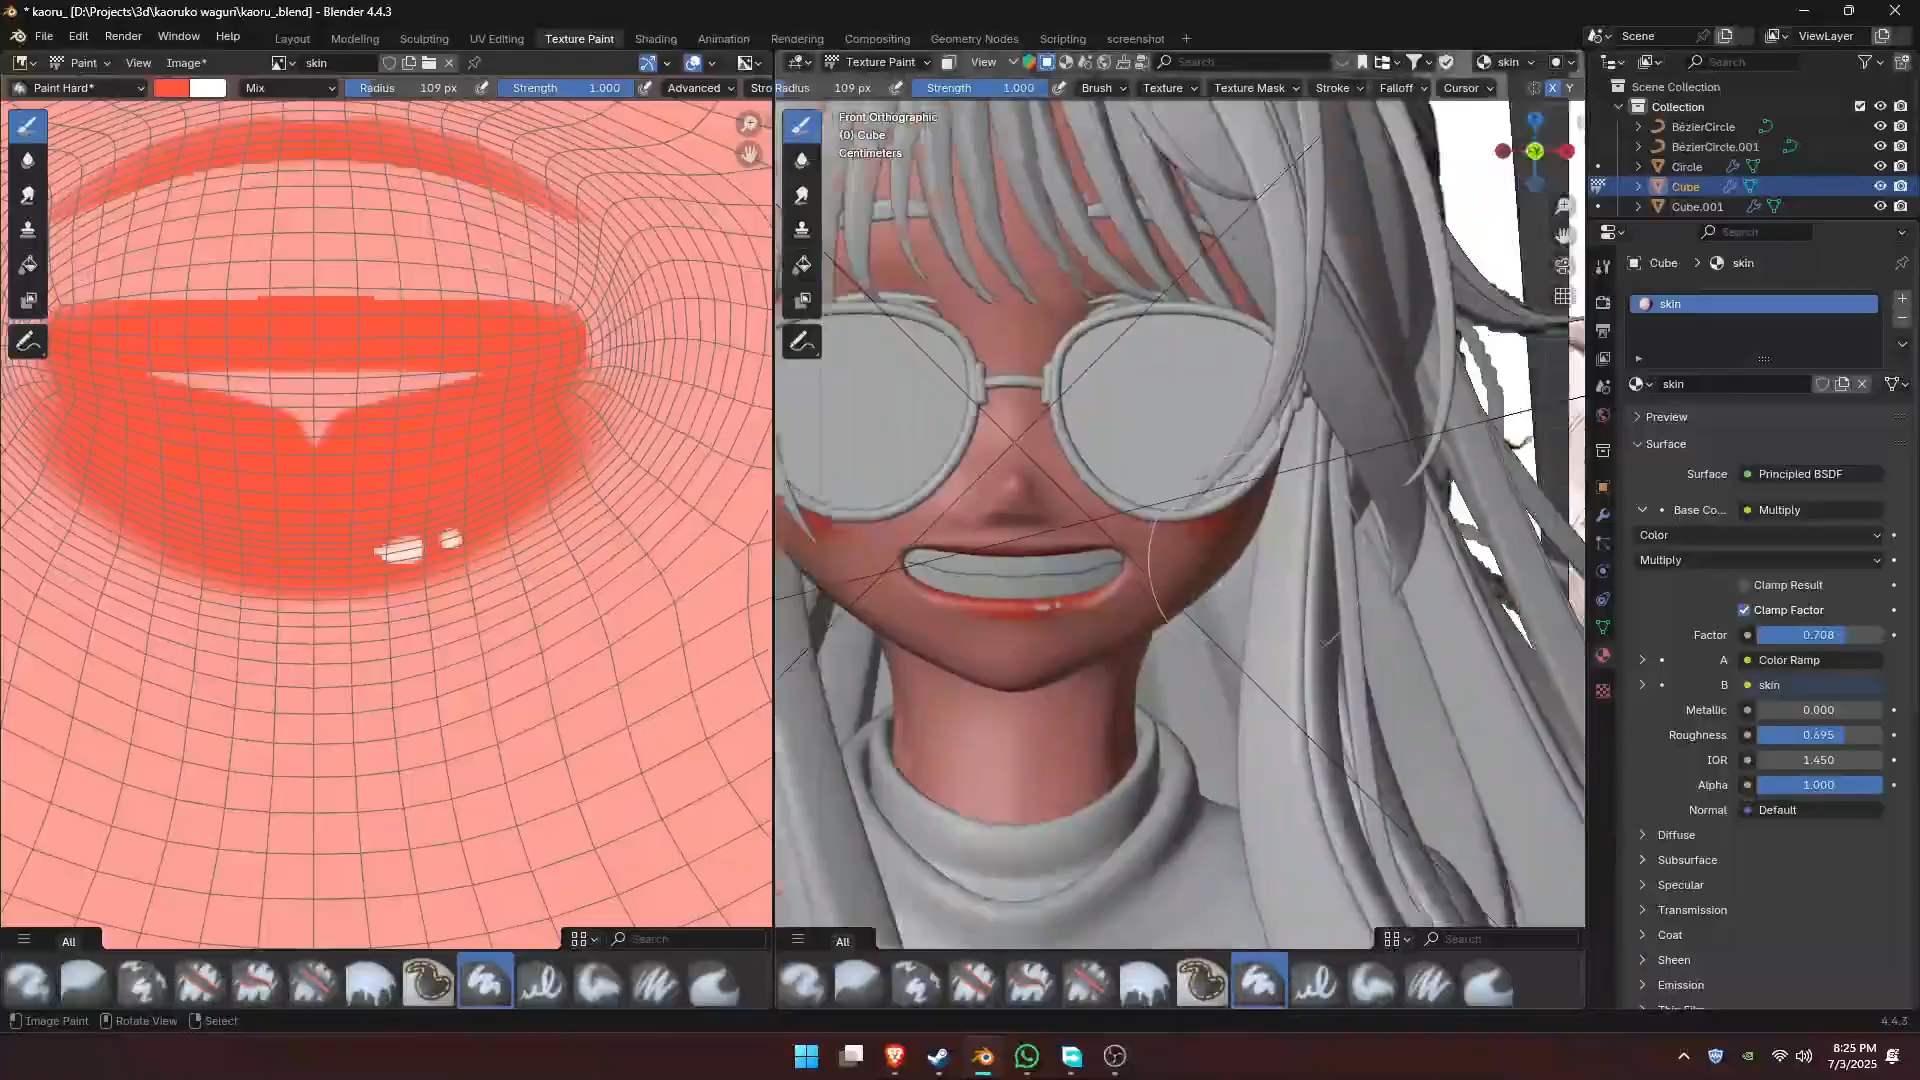 * kaoru_ [D:\Projects\3d\kaoruko waguri\kaoru_.blend] - Blender 4.4.3
File Edit Render Window Help Layout Modeling Sculpting UV Editing Texture Paint Shading Animation Rendering Compositing Geometry Nodes Scripting screenshot + Scene ViewLayer
Paint View Image* skin Texture Paint View Search skin Search
Paint Hard* Mix Radius 109 px Strength 1.000 Advanced Stro Radius 109 px Strength 1.000 Brush Texture Texture Mask Stroke Falloff Cursor X Y
Scene Collection
Collection
BézierCircle
BézierCircle.001
Circle
Cube
Cube.001
Front Orthographic
(0) Cube
Centimeters
Search
Cube > skin
skin
skin
Preview
Surface
Surface Principled BSDF
Base Co... Multiply
Color
Multiply
Clamp Result
Clamp Factor
Factor 0.708
A Color Ramp
B skin
Metallic 0.000
Roughness 0.695
IOR 1.450
Alpha 1.000
Normal Default
Diffuse
Subsurface
Specular
Transmission
Coat
Sheen
Emission
Thin Film
All Search All Search
Image Paint Rotate View Select 4.4.3
8:25 PM
7/3/2025